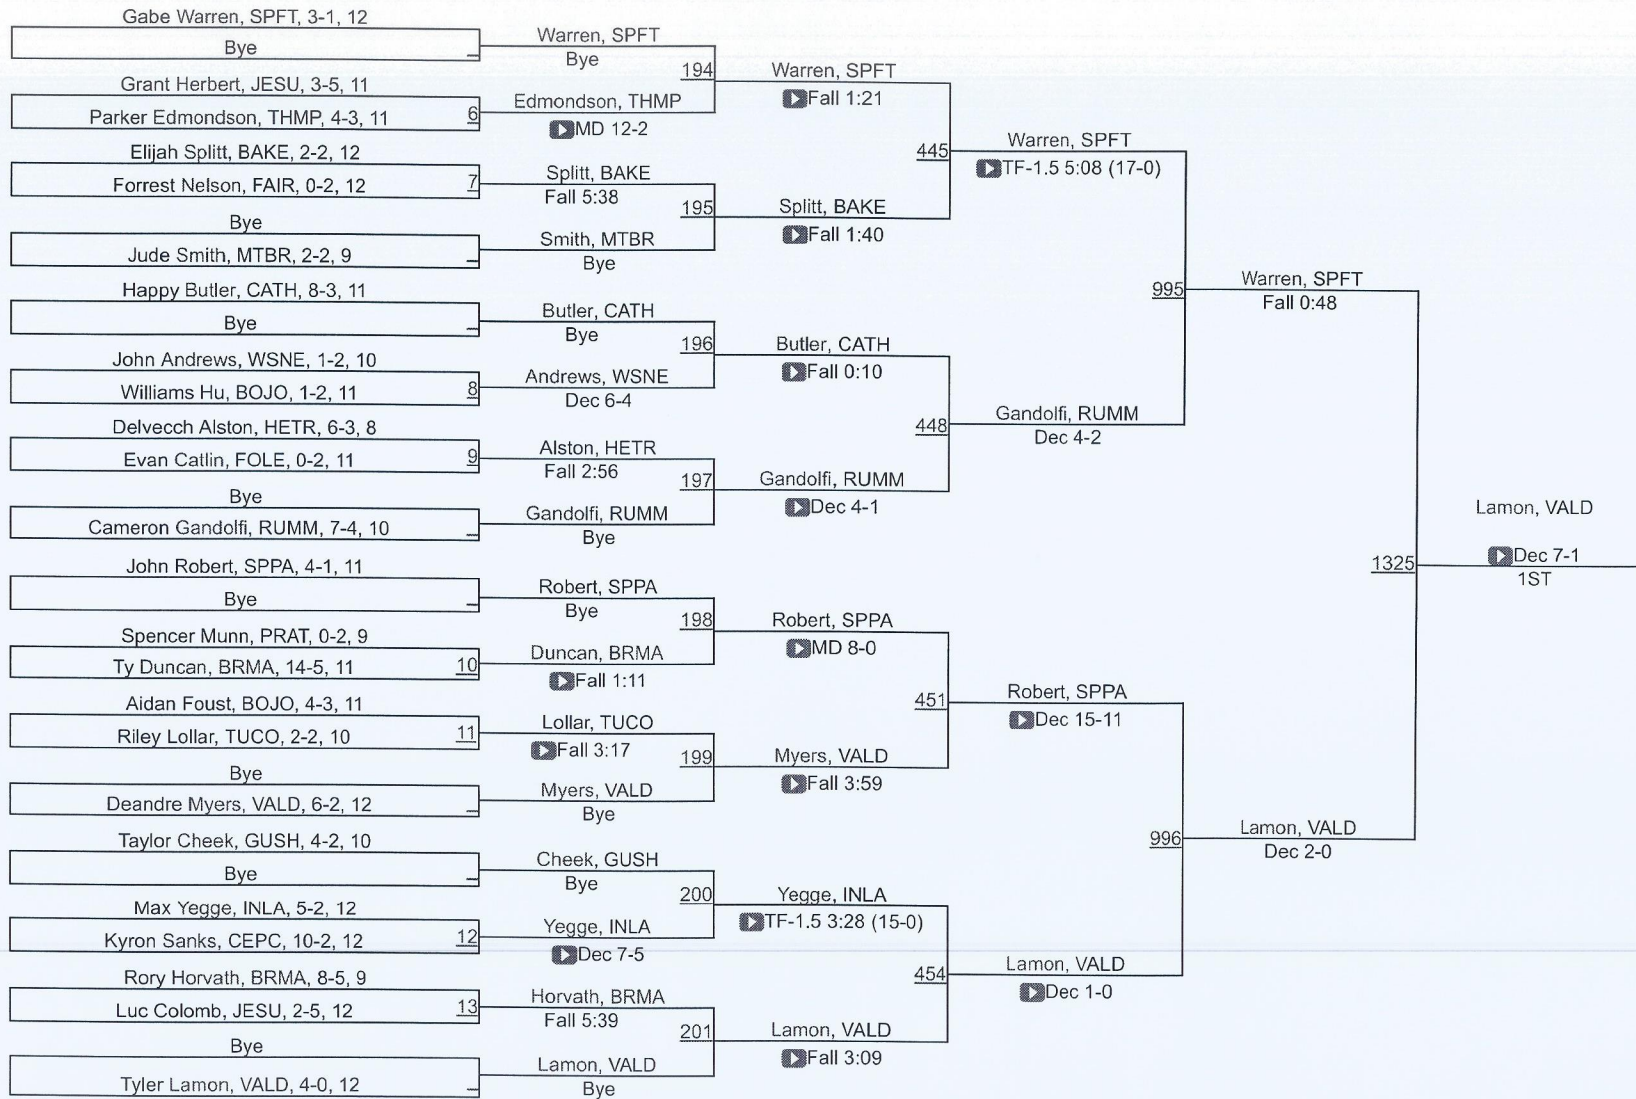 Gabe Warren, SPFT, 3-1, 12
Bye
Grant Herbert, JESU, 3-5, 11
Parker Edmondson, THMP, 4-3, 11
6
Elijah Splitt, BAKE, 2-2, 12
Forrest Nelson, FAIR, 0-2, 12
7
Bye
Jude Smith, MTBR, 2-2, 9
Happy Butler, CATH, 8-3, 11
Bye
John Andrews, WSNE, 1-2, 10
Williams Hu, BOJO, 1-2, 11
8
Delvecch Alston, HETR, 6-3, 8
Evan Catlin, FOLE, 0-2, 11
9
Bye
Cameron Gandolfi, RUMM, 7-4, 10
John Robert, SPPA, 4-1, 11
Bye
Spencer Munn, PRAT, 0-2, 9
Ty Duncan, BRMA, 14-5, 11
10
Aidan Foust, BOJO, 4-3, 11
Riley Lollar, TUCO, 2-2, 10
11
Bye
Deandre Myers, VALD, 6-2, 12
Taylor Cheek, GUSH, 4-2, 10
Bye
Max Yegge, INLA, 5-2, 12
Kyron Sanks, CEPC, 10-2, 12
12
Rory Horvath, BRMA, 8-5, 9
Luc Colomb, JESU, 2-5, 12
13
Bye
Tyler Lamon, VALD, 4-0, 12
Warren, SPFT
Bye
194
Edmondson, THMP
MD 12-2
Splitt, BAKE
Fall 5:38
195
Smith, MTBR
Bye
Butler, CATH
Bye
196
Andrews, WSNE
Dec 6-4
Alston, HETR
Fall 2:56
197
Gandolfi, RUMM
Bye
Robert, SPPA
Bye
198
Duncan, BRMA
Fall 1:11
Lollar, TUCO
Fall 3:17
199
Myers, VALD
Bye
Cheek, GUSH
Bye
200
Yegge, INLA
Dec 7-5
Horvath, BRMA
Fall 5:39
201
Lamon, VALD
Bye
Warren, SPFT
Fall 1:21
445
Splitt, BAKE
Fall 1:40
Butler, CATH
Fall 0:10
448
Gandolfi, RUMM
Dec 4-1
Robert, SPPA
MD 8-0
451
Myers, VALD
Fall 3:59
Yegge, INLA
TF-1.5 3:28 (15-0)
454
Lamon, VALD
Fall 3:09
Warren, SPFT
TF-1.5 5:08 (17-0)
995
Gandolfi, RUMM
Dec 4-2
Robert, SPPA
Dec 15-11
996
Lamon, VALD
Dec 1-0
Warren, SPFT
Fall 0:48
1325
Lamon, VALD
Dec 2-0
Lamon, VALD
Dec 7-1
1ST